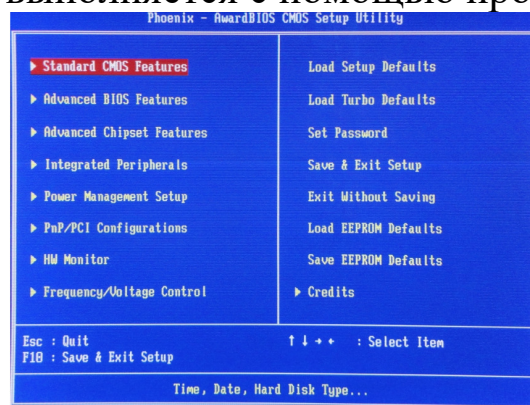 выполняется с помощью про
Phoenix - AwardBIOS CMOS Setup Utility
▶ Standard CMOS Features
▶ Advanced BIOS Features
▶ Advanced Chipset Features
▶ Integrated Peripherals
▶ Power Management Setup
▶ PnP/PCI Configurations
▶ HW Monitor
▶ Frequency/Voltage Control
Load Setup Defaults
Load Turbo Defaults
Set Password
Save & Exit Setup
Exit Without Saving
Load EEPROM Defaults
Save EEPROM Defaults
▶ Credits
Esc : Quit
F10 : Save & Exit Setup
↑ ↓ → ← : Select Item
Time, Date, Hard Disk Type...